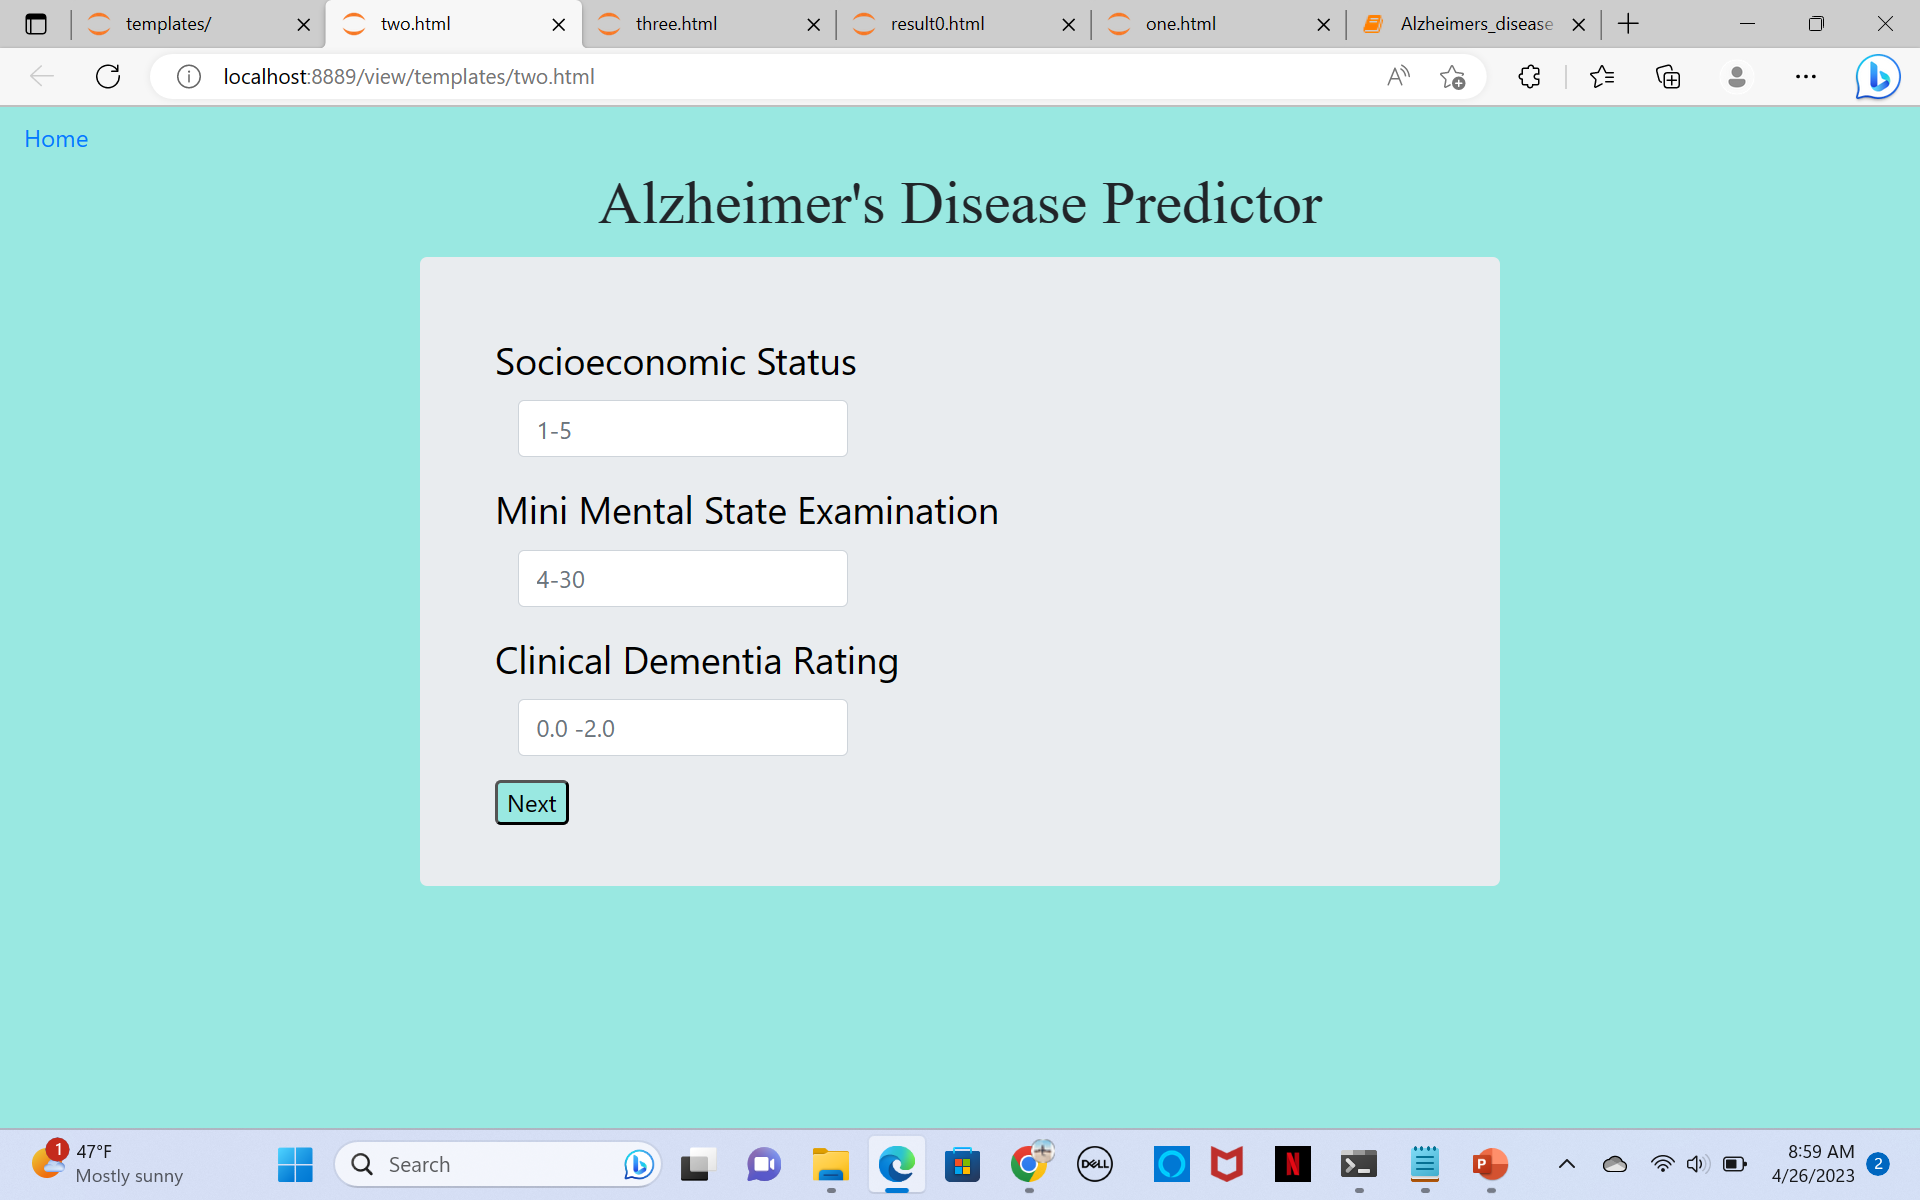 templates/
two.html
three.html
result0.html
one.html
Alzheimers_disease
localhost:8889/view/templates/two.html
Home
Alzheimer's Disease Predictor
Socioeconomic Status
1-5
Mini Mental State Examination
4-30
Clinical Dementia Rating
0.0 -2.0
Next
1
47°F
Mostly sunny
Search
DELL
N
P
8:59 AM
4/26/2023
2